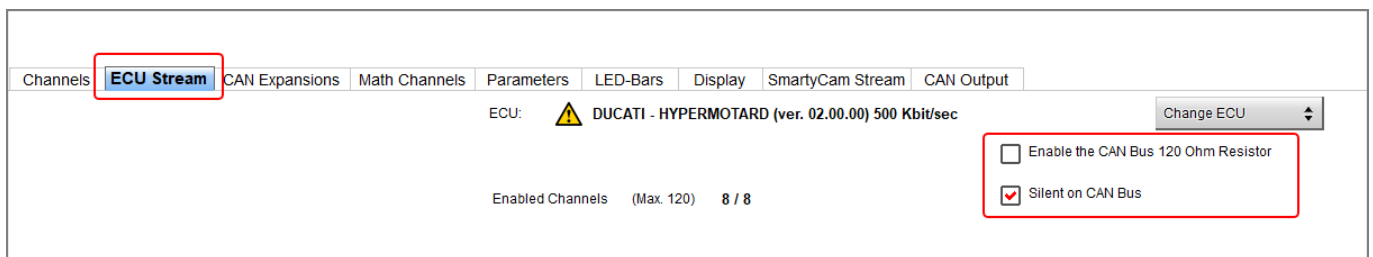 Channels ECU Stream CAN Expansions Math Channels Parameters LED-Bars Display SmartyCam Stream CAN Output
ECU: DUCATI - HYPERMOTARD (ver. 02.00.00) 500 Kbit/sec Change ECU
Enable the CAN Bus 120 Ohm Resistor
Enabled Channels (Max. 120) 8 / 8 Silent on CAN Bus